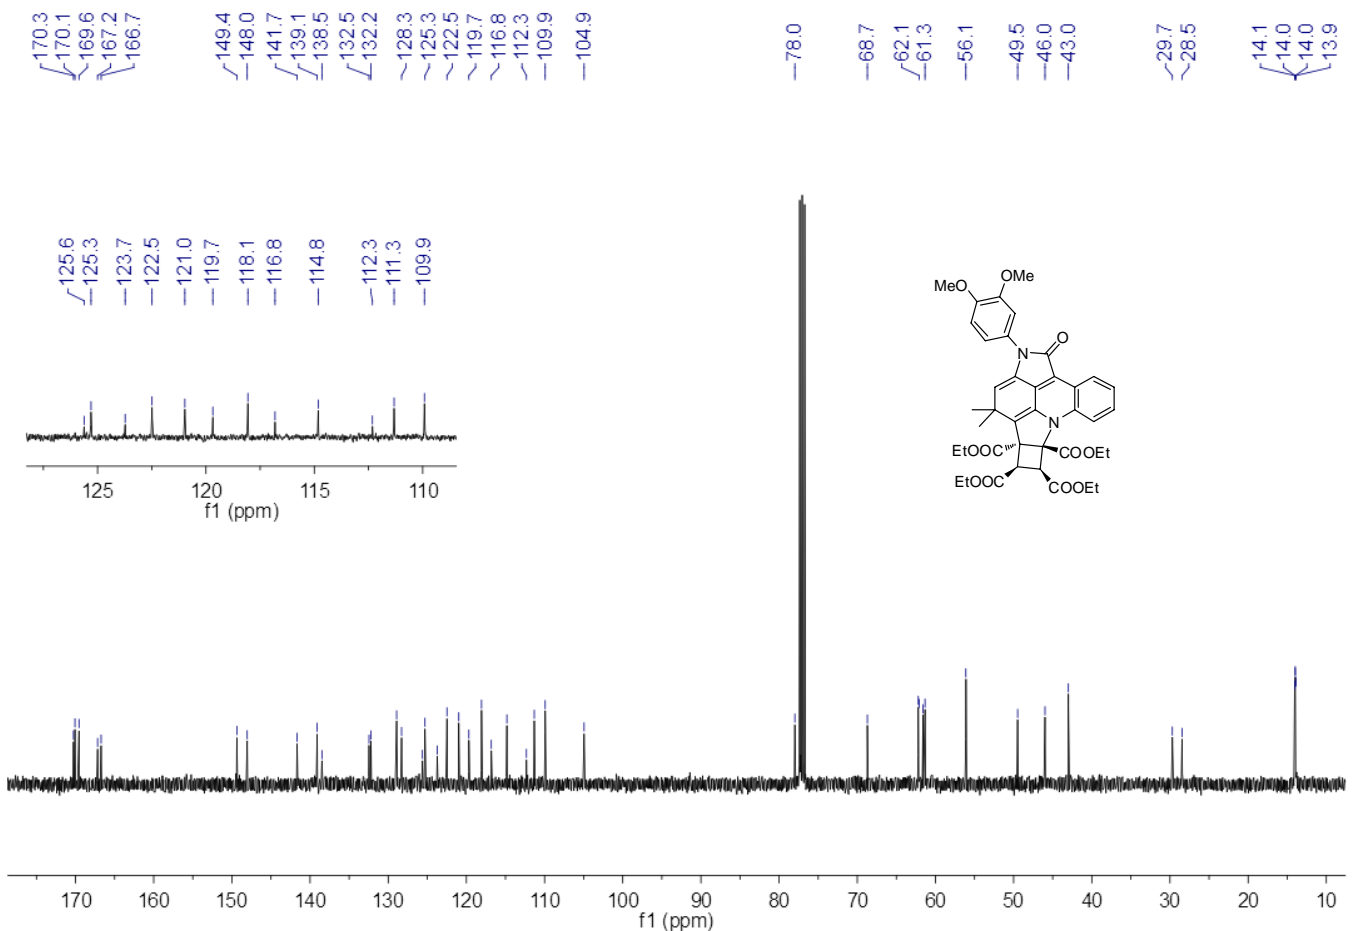 170.3 170.1 169.6 167.2 166.7 149.4 148.0 141.7 139.1 138.5 132.5 132.2 128.3 125.3 122.5 119.7 116.8 112.3 109.9 104.9 78.0 68.7 62.1 61.3 56.1 49.5 46.0 43.0 29.7 28.5 14.1 14.0 14.0 13.9
125.6 125.3 123.7 122.5 121.0 119.7 118.1 116.8 114.8 112.3 111.3 109.9
125 120 115 110
f1 (ppm)
OMe
MeO
O
N
N
EtOOC COOEt
EtOOC COOEt
170 160 150 140 130 120 110 100 90 80 70 60 50 40 30 20 10
f1 (ppm)